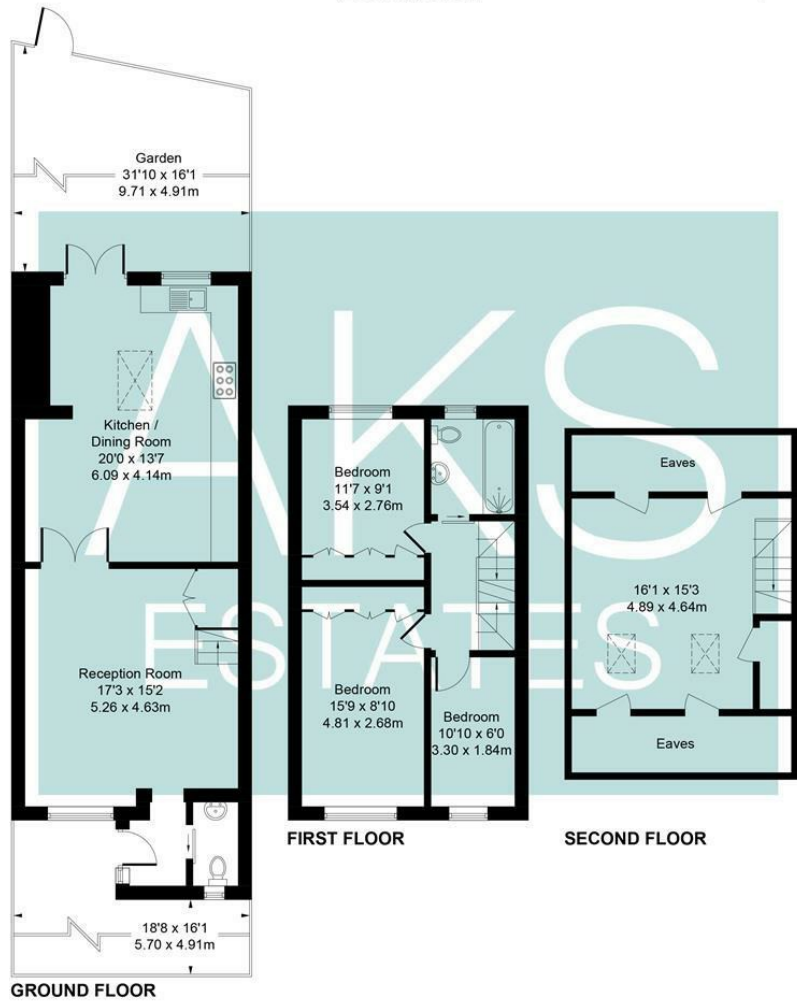 Garden
31'10 x 16'1
9.71 x 4.91m
AKS
ESTATES
Kitchen /
Dining Room
20'0 x 13'7
6.09 x 4.14m
Reception Room
17'3 x 15'2
5.26 x 4.63m
18'8 x 16'1
5.70 x 4.91m
GROUND FLOOR
Bedroom
11'7 x 9'1
3.54 x 2.76m
Bedroom
15'9 x 8'10
4.81 x 2.68m
Bedroom
10'10 x 6'0
3.30 x 1.84m
FIRST FLOOR
Eaves
16'1 x 15'3
4.89 x 4.64m
Eaves
SECOND FLOOR